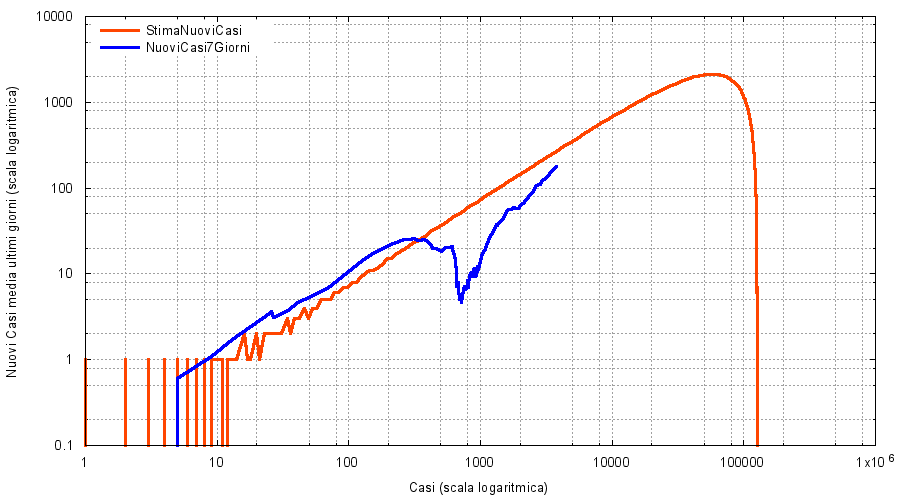 10000
1000
100
10
1
0.1
StimaNuoviCasi
NuoviCasi7Giorni
Nuovi Casi media ultimi giorni (scala logaritmica)
1 10 100 1000 10000 100000 1x10 6
Casi (scala logaritmica)